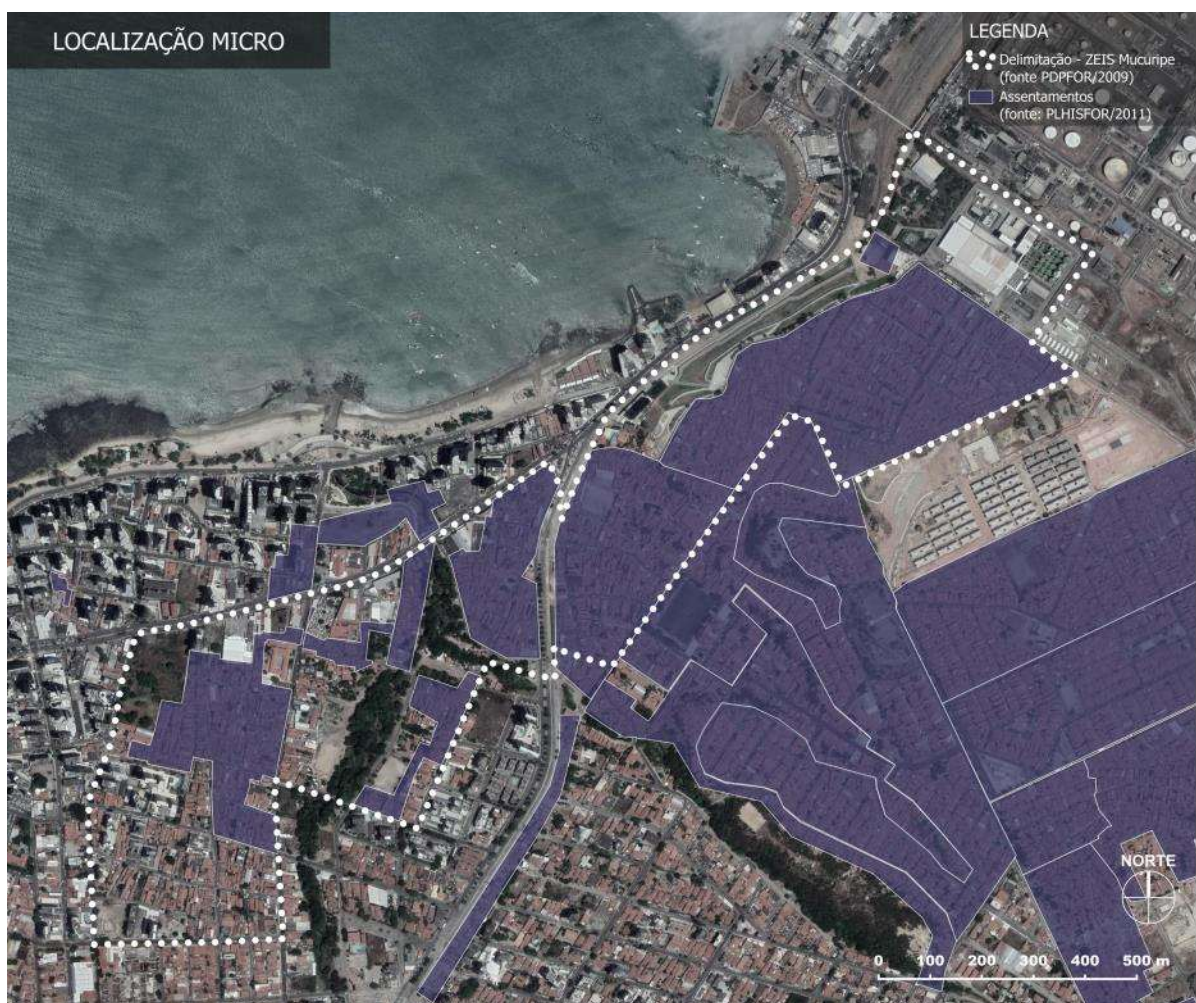 LOCALIZAÇÃO MICRO
LEGENDA
Delimitação - ZEIS Mucuripe
(fonte PDPFOR/2009)
Assentamentos
(fonte: PLHISFOR/2011)
NORTE
0 100 200 300 400 500 m